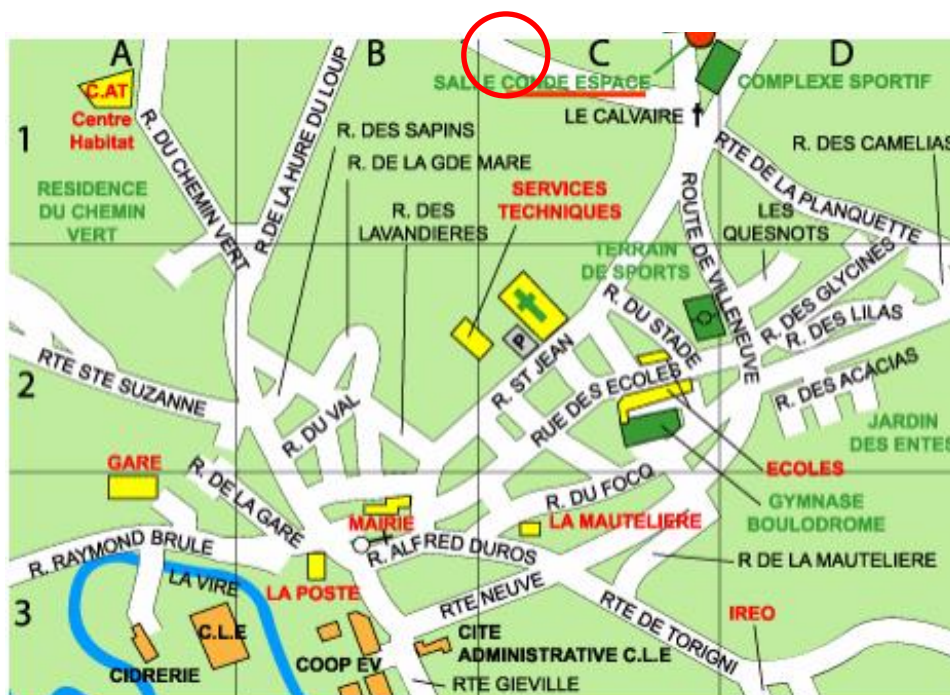 A
B
C
D
1
2
3
C.AT
Centre
Habitat
R. DU CHEMIN VERT
R.DE LA HURE DU LOUP
SALLE CONDE ESPACE
COMPLEXE SPORTIF
LE CALVAIRE
R. DES SAPINS
R. DE LA GDE MARE
R. DES CAMELIAS
RTE DE LA PLANQUETTE
RESIDENCE
DU CHEMIN
VERT
R. DES
LAVANDIERES
SERVICES
TECHNIQUES
LES
QUESNOTS
ROUTE DE VILLENEUVE
TERRAIN
DE SPORTS
P
R. DU STADE
R. DES GLYCINES
R. DES LILAS
RTE STE SUZANNE
R. ST JEAN
RUE DES ECOLES
R. DES ACACIAS
R. DU VAL
JARDIN
DES ENTES
GARE
R. DE LA GARE
ECOLES
MAIRIE
R. DU FOCQ
LA MAUTELIERE
GYMNASE
BOULODROME
R. RAYMOND BRULE
R. ALFRED DUROS
R DE LA MAUTELIERE
LA VIRE
LA POSTE
RTE NEUVE
RTE DE TORIGNI
IREO
C.L.E
CIDRERIE
COOP EV
CITE
ADMINISTRATIVE C.L.E
RTE GIEVILLE